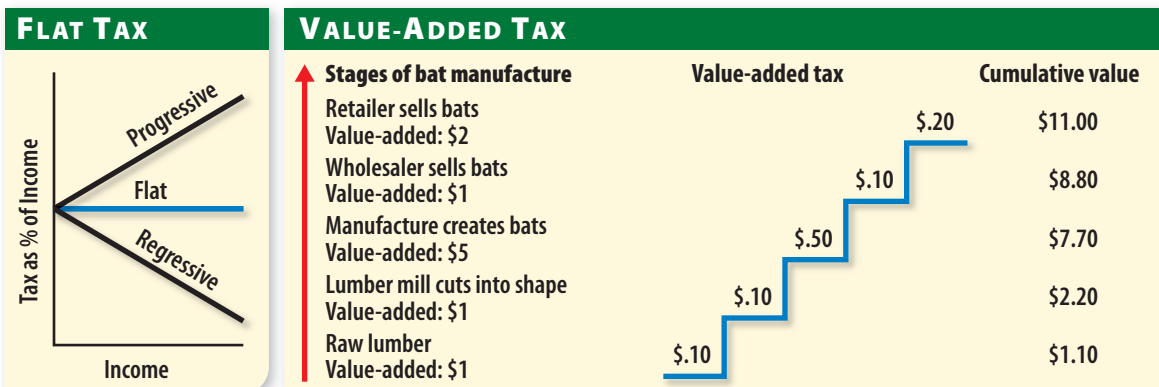 FLAT TAX
Tax as % of Income
Progressive
Flat
Regressive
Income
VALUE-ADDED TAX
Stages of bat manufacture Value-added tax Cumulative value
Retailer sells bats
Value-added: $2 $.20 $11.00
Wholesaler sells bats
Value-added: $1 $.10 $8.80
Manufacture creates bats
Value-added: $5 $.50 $7.70
Lumber mill cuts into shape
Value-added: $1 $.10 $2.20
Raw lumber
Value-added: $1 $.10 $1.10